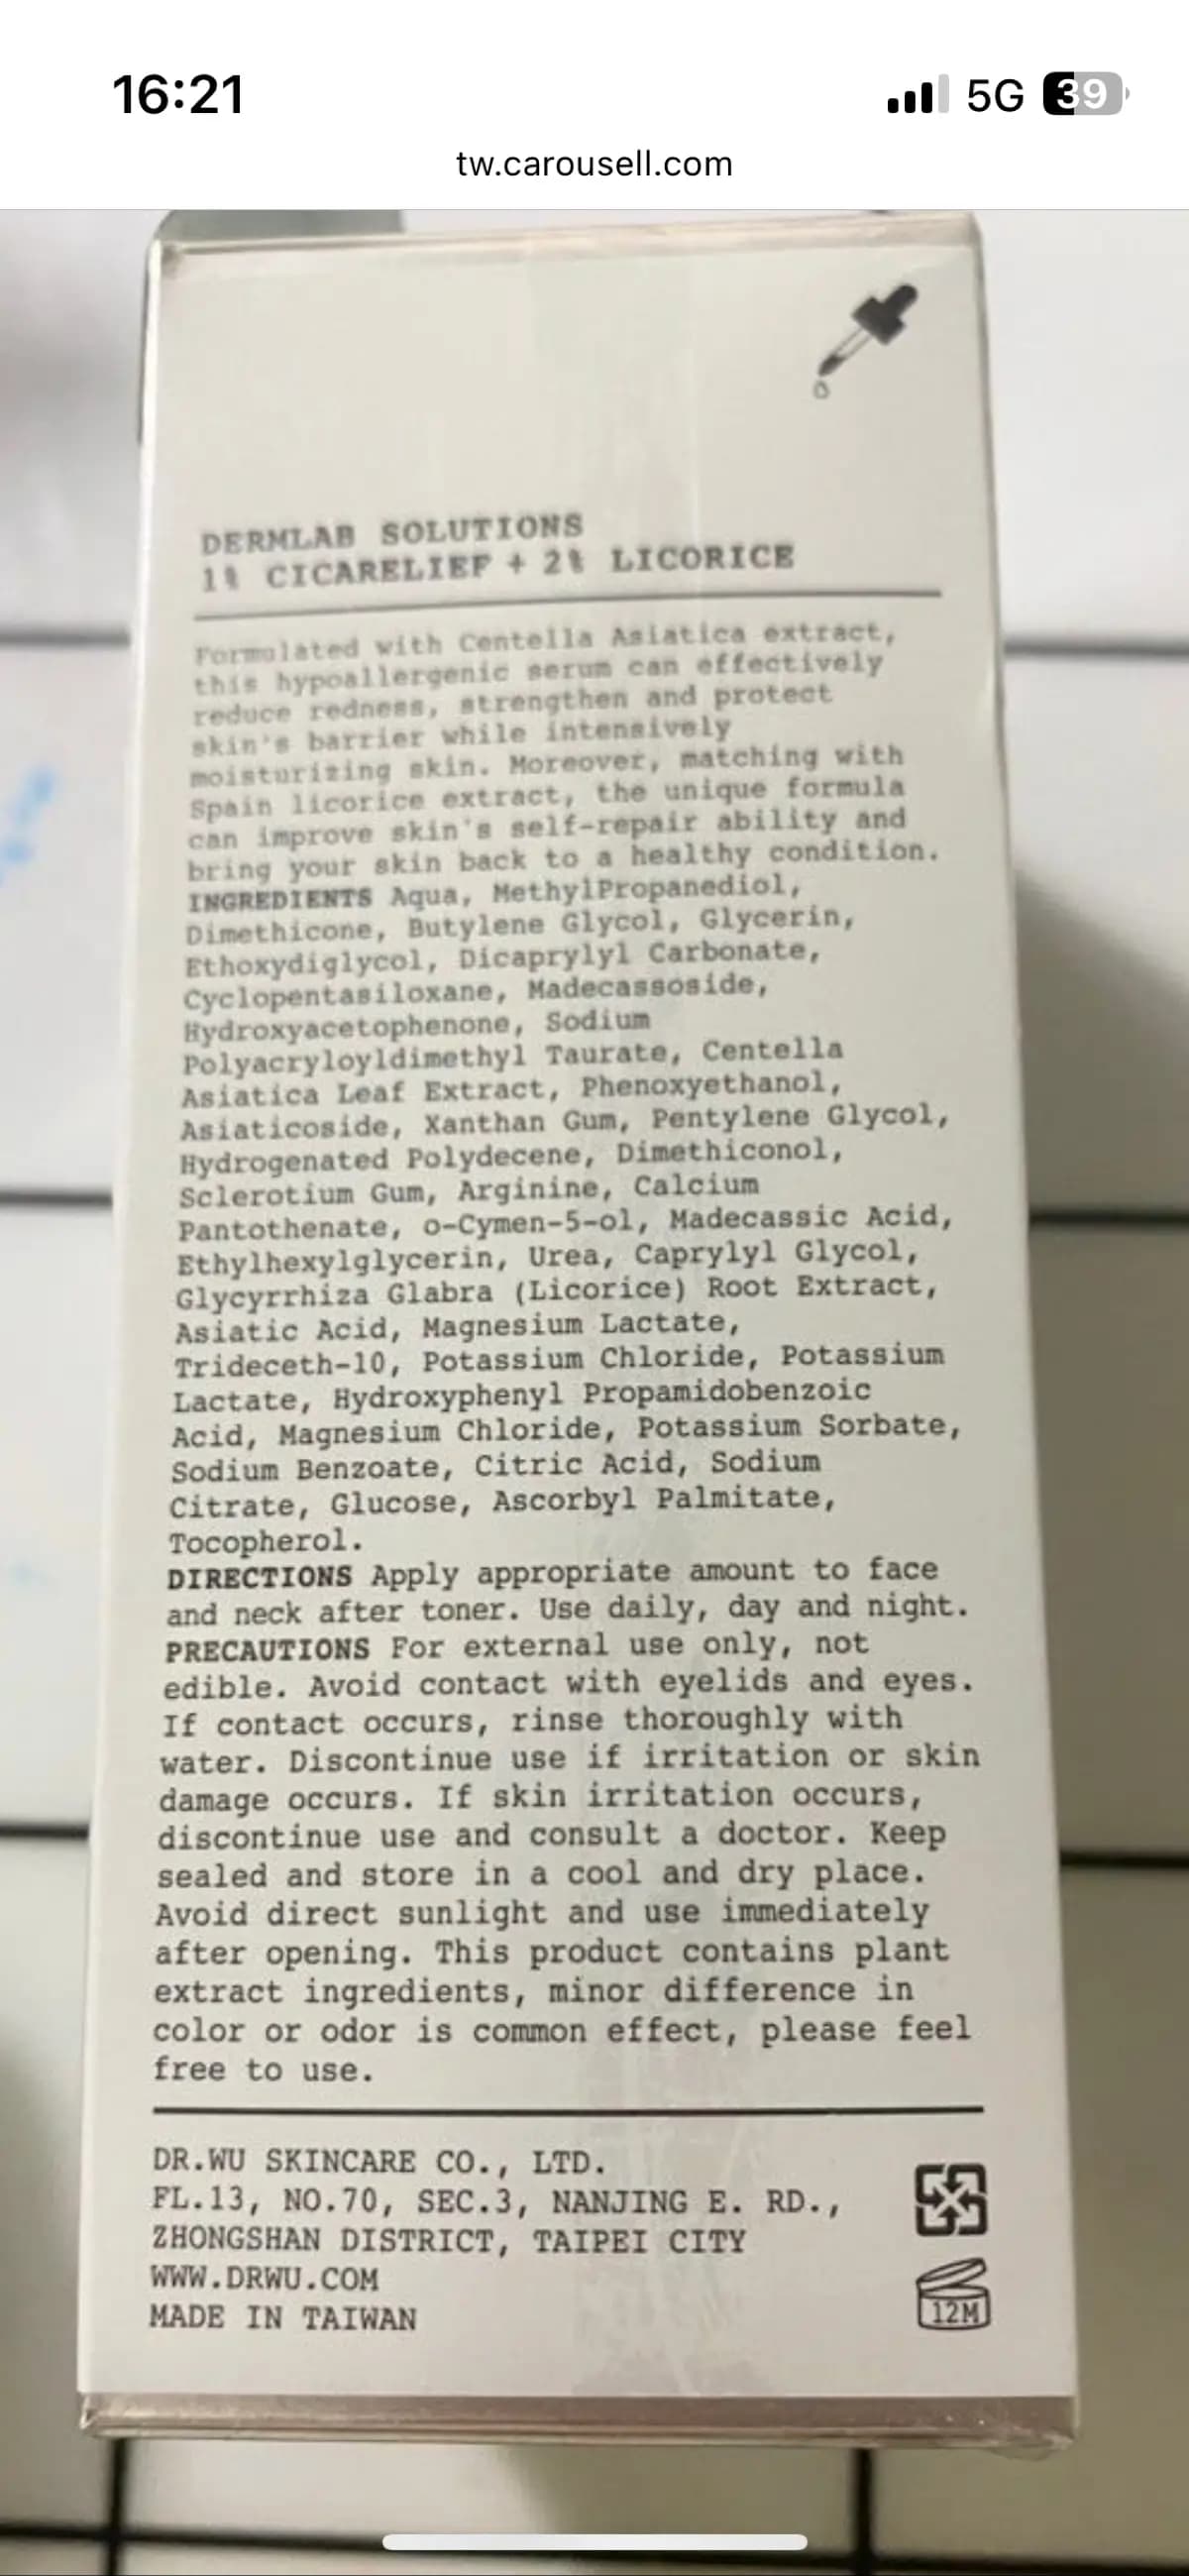 16:21
5G 39
tw.carousell.com
DERMLAB SOLUTIONS
1% CICARELIEF + 2% LICORICE
Formulated with Centella Asiatica extract,
this hypoallergenic serum can effectively
reduce redness, strengthen and protect
skin's barrier while intensively
moisturizing skin. Moreover, matching with
Spain licorice extract, the unique formula
can improve skin's self-repair ability and
bring your skin back to a healthy condition.
INGREDIENTS Aqua, MethylPropanediol,
Dimethicone, Butylene Glycol, Glycerin,
Ethoxydiglycol, Dicaprylyl Carbonate,
Cyclopentasiloxane, Madecassoside,
Hydroxyacetophenone, Sodium
Polyacryloyldimethyl Taurate, Centella
Asiatica Leaf Extract, Phenoxyethanol,
Asiaticoside, Xanthan Gum, Pentylene Glycol,
Hydrogenated Polydecene, Dimethiconol,
Sclerotium Gum, Arginine, Calcium
Pantothenate, o-Cymen-5-ol, Madecassic Acid,
Ethylhexylglycerin, Urea, Caprylyl Glycol,
Glycyrrhiza Glabra (Licorice) Root Extract,
Asiatic Acid, Magnesium Lactate,
Trideceth-10, Potassium Chloride, Potassium
Lactate, Hydroxyphenyl Propamidobenzoic
Acid, Magnesium Chloride, Potassium Sorbate,
Sodium Benzoate, Citric Acid, Sodium
Citrate, Glucose, Ascorbyl Palmitate,
Tocopherol.
DIRECTIONS Apply appropriate amount to face
and neck after toner. Use daily, day and night.
PRECAUTIONS For external use only, not
edible. Avoid contact with eyelids and eyes.
If contact occurs, rinse thoroughly with
water. Discontinue use if irritation or skin
damage occurs. If skin irritation occurs,
discontinue use and consult a doctor. Keep
sealed and store in a cool and dry place.
Avoid direct sunlight and use immediately
after opening. This product contains plant
extract ingredients, minor difference in
color or odor is common effect, please feel
free to use.
DR.WU SKINCARE CO., LTD.
FL.13, NO.70, SEC.3, NANJING E. RD.,
ZHONGSHAN DISTRICT, TAIPEI CITY
WWW.DRWU.COM
MADE IN TAIWAN
12M